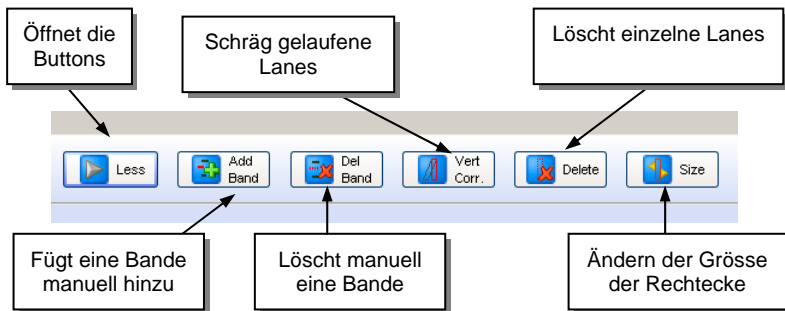 Öffnet die
Buttons
Schräg gelaufene
Lanes
Löscht einzelne Lanes
Less
Add
Band
Del
Band
Vert
Corr.
Delete
Size
Fügt eine Bande
manuell hinzu
Löscht manuell
eine Bande
Ändern der Grösse
der Rechtecke